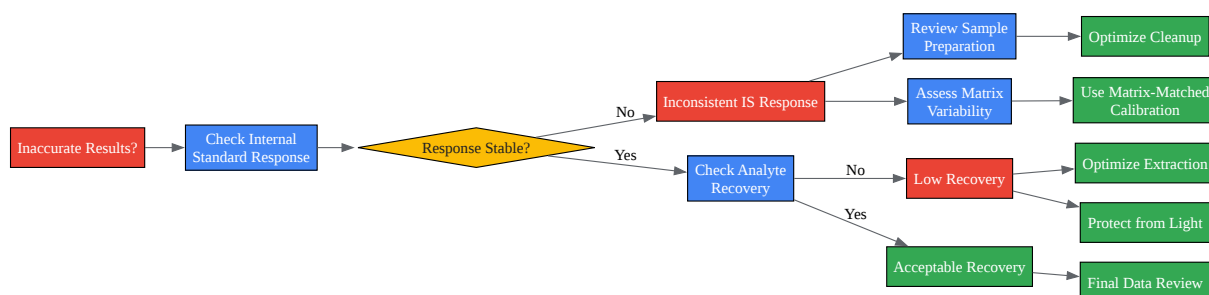 Inaccurate Results?
Check Internal
Standard Response
Response Stable?
No
Yes
Inconsistent IS Response
Check Analyte
Recovery
Review Sample
Preparation
Assess Matrix
Variability
No
Yes
Low Recovery
Acceptable Recovery
Optimize Cleanup
Use Matrix-Matched
Calibration
Optimize Extraction
Protect from Light
Final Data Review